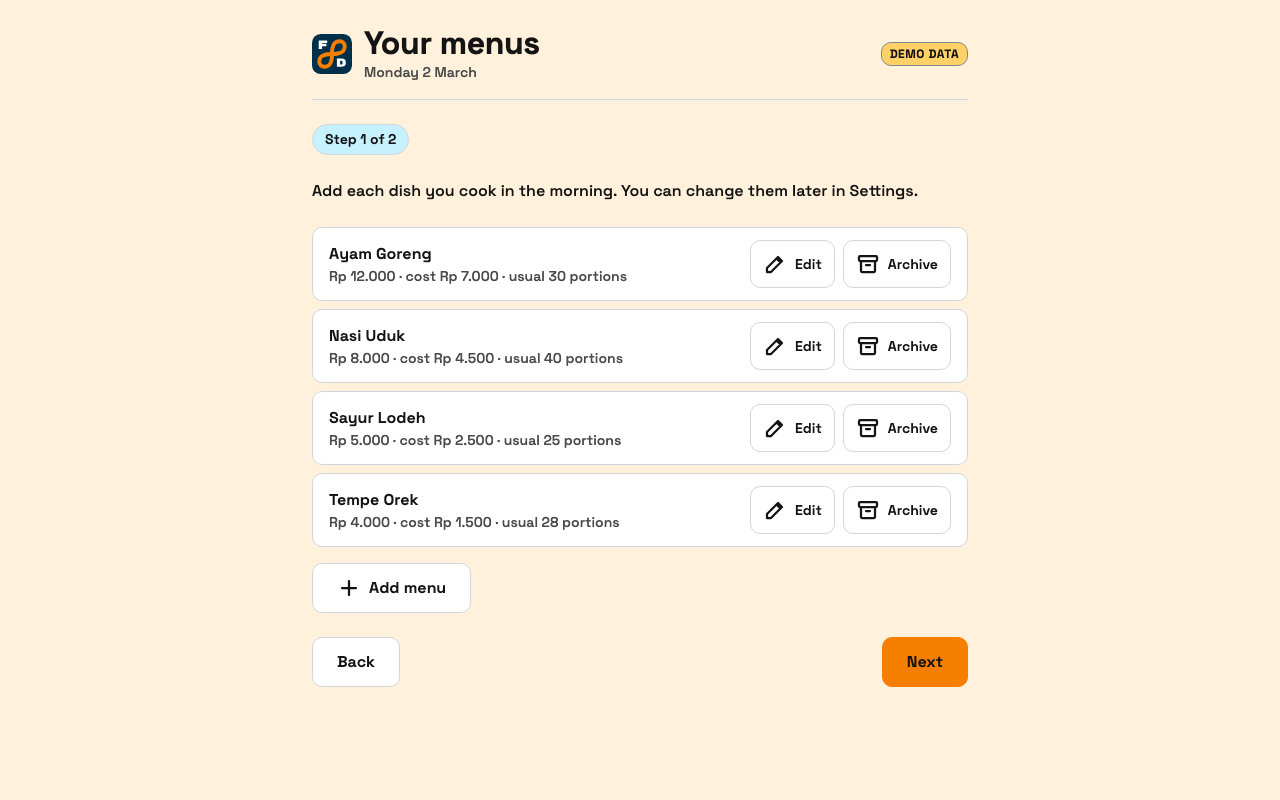 F
D
Your menus
Monday 2 March
DEMO DATA
Step 1 of 2
Add each dish you cook in the morning. You can change them later in Settings.
Ayam Goreng
Rp 12.000 · cost Rp 7.000 · usual 30 portions
Edit
Archive
Nasi Uduk
Rp 8.000 · cost Rp 4.500 · usual 40 portions
Edit
Archive
Sayur Lodeh
Rp 5.000 · cost Rp 2.500 · usual 25 portions
Edit
Archive
Tempe Orek
Rp 4.000 · cost Rp 1.500 · usual 28 portions
Edit
Archive
Add menu
Back
Next